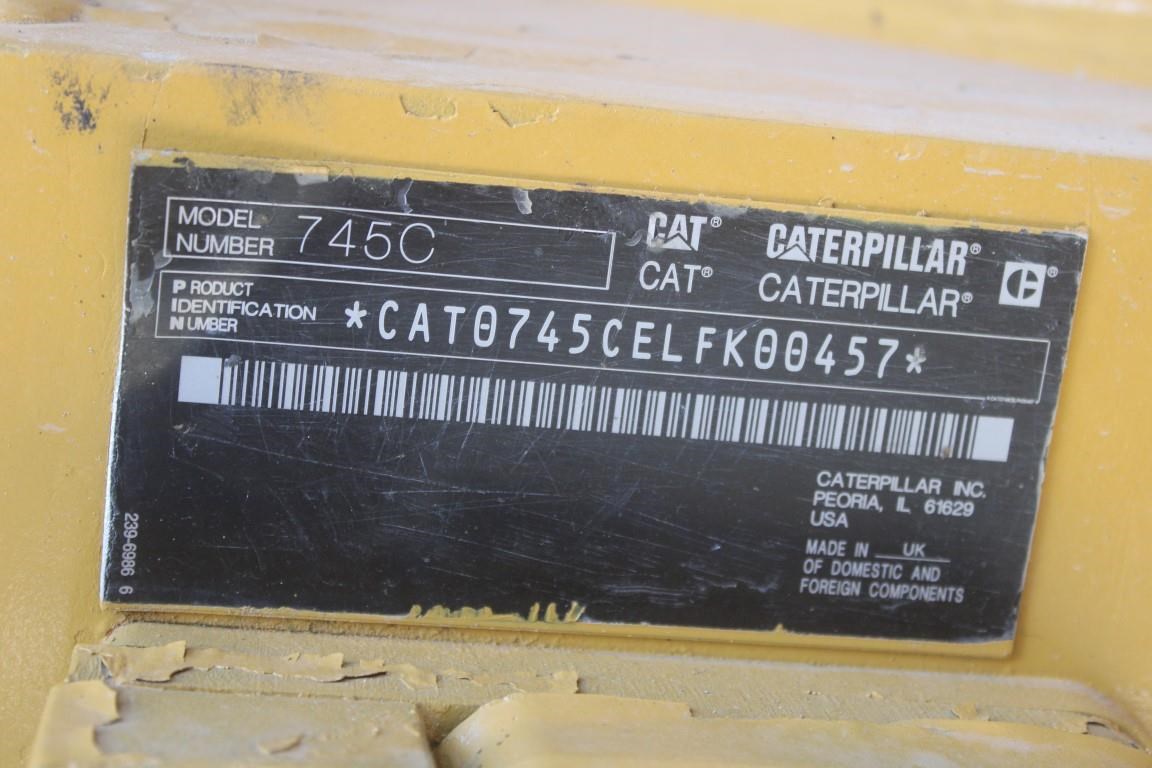 MODEL
NUMBER 745C
CAT® CATERPILLAR®
CAT® CATERPILLAR®
PRODUCT
IDENTIFICATION
NUMBER
*CAT0745CELFK00457*
CATERPILLAR INC.
PEORIA, IL 61629
USA
MADE IN UK
OF DOMESTIC AND
FOREIGN COMPONENTS
239-6986 6